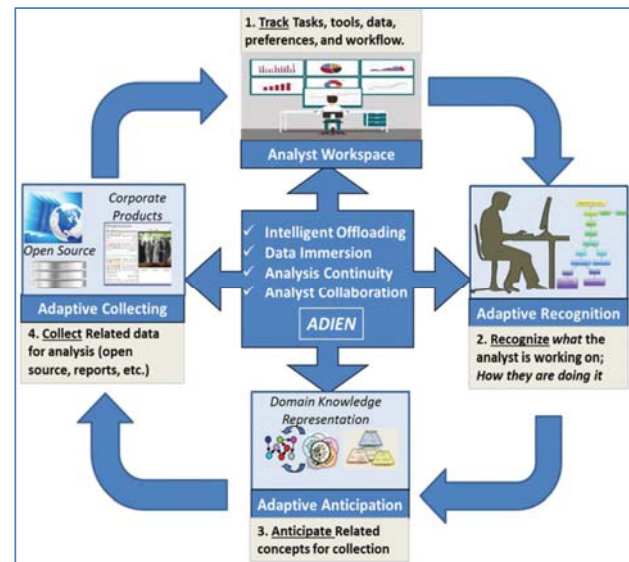 1. Track Tasks, tools, data,
preferences, and workflow.
Analyst Workspace
Corporate
Products
Open Source
Adaptive Collecting
4. Collect Related data
for analysis (open
source, reports, etc.)
✓ Intelligent Offloading
✓ Data Immersion
✓ Analysis Continuity
✓ Analyst Collaboration
ADIEN
Adaptive Recognition
2. Recognize what the
analyst is working on;
How they are doing it
Domain Knowledge
Representation
Adaptive Anticipation
3. Anticipate Related
concepts for collection